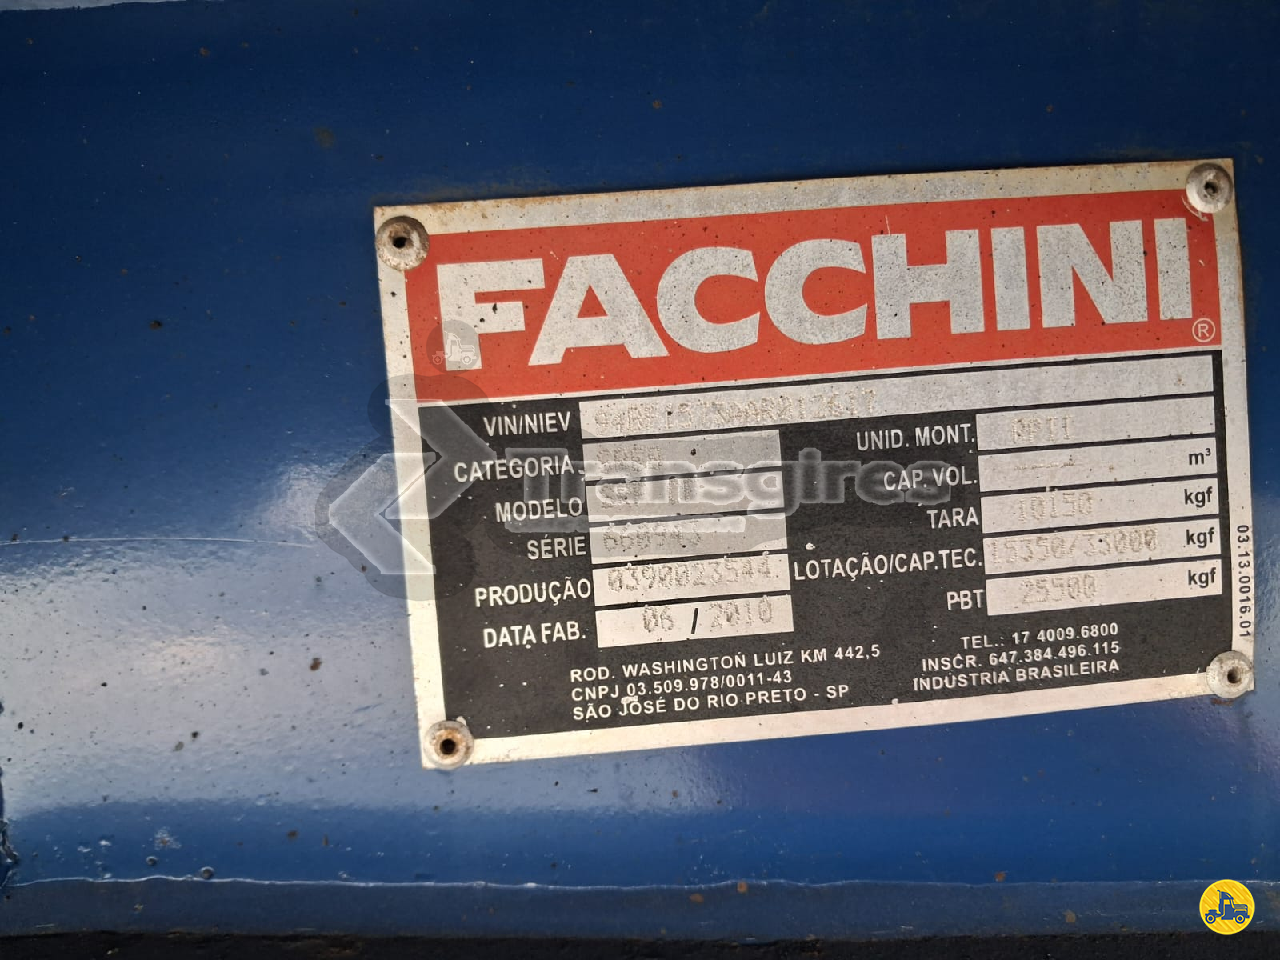 FACCHINI®
VIN/NIEV
CATEGORIA
MODELO
SÉRIE 660943
PRODUÇÃO 0390023544
DATA FAB. 06 / 2010
UNID. MONT.
CAP. VOL. m³
TARA 10150 kgf
LOTAÇÃO/CAP.TEC. 15350/33000 kgf
PBT 25500 kgf
03.13.0016.01
ROD. WASHINGTON LUIZ KM 442,5
CNPJ 03.509.978/0011-43
SÃO JOSÉ DO RIO PRETO - SP
TEL.: 17 4009.6800
INSCR. 647.384.496.115
INDÚSTRIA BRASILEIRA
Transgires